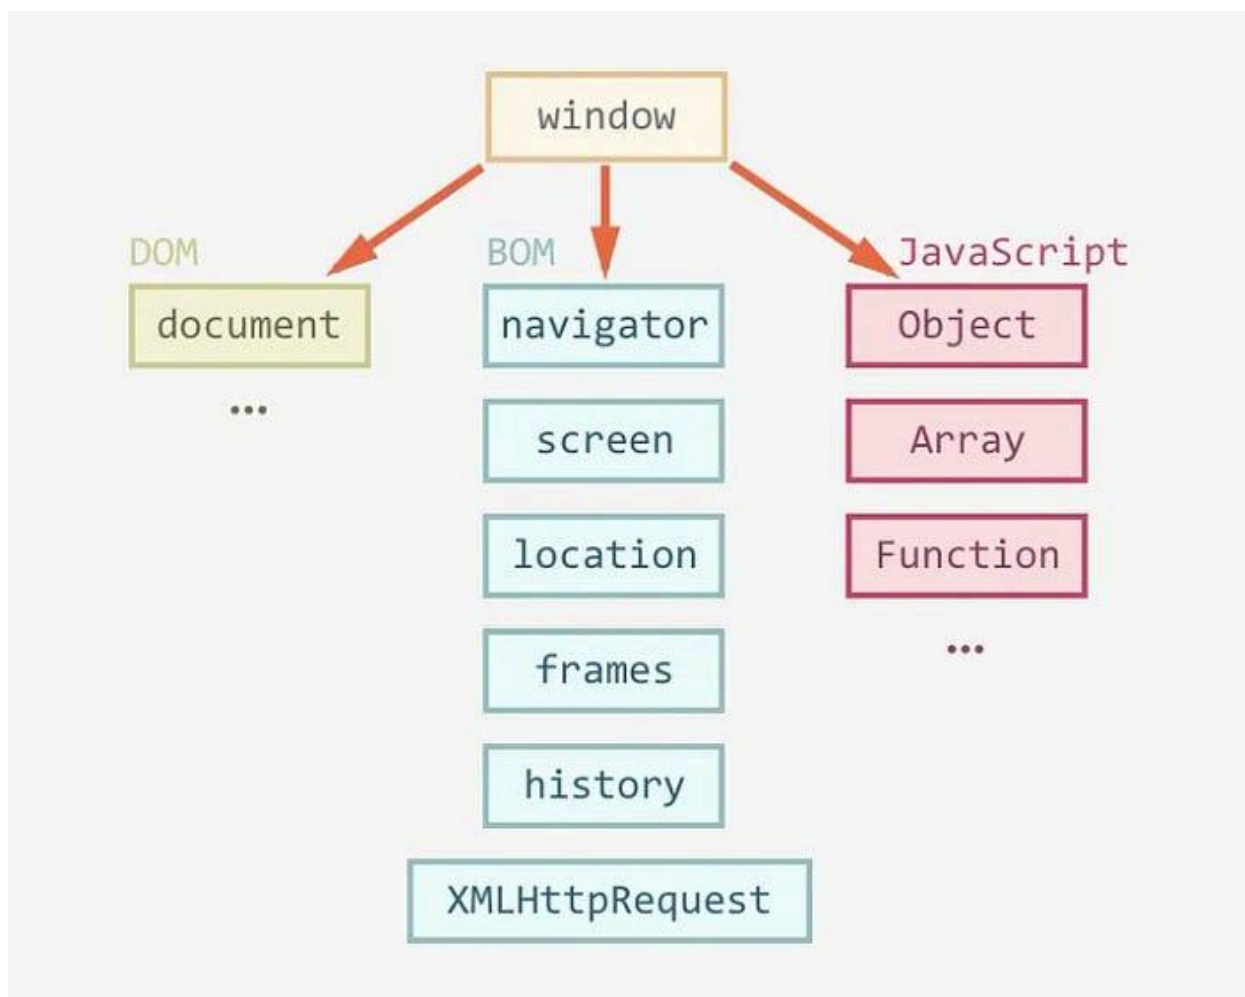 window
DOM
BOM
JavaScript
document
navigator
Object
...
screen
Array
location
Function
frames
...
history
XMLHttpRequest